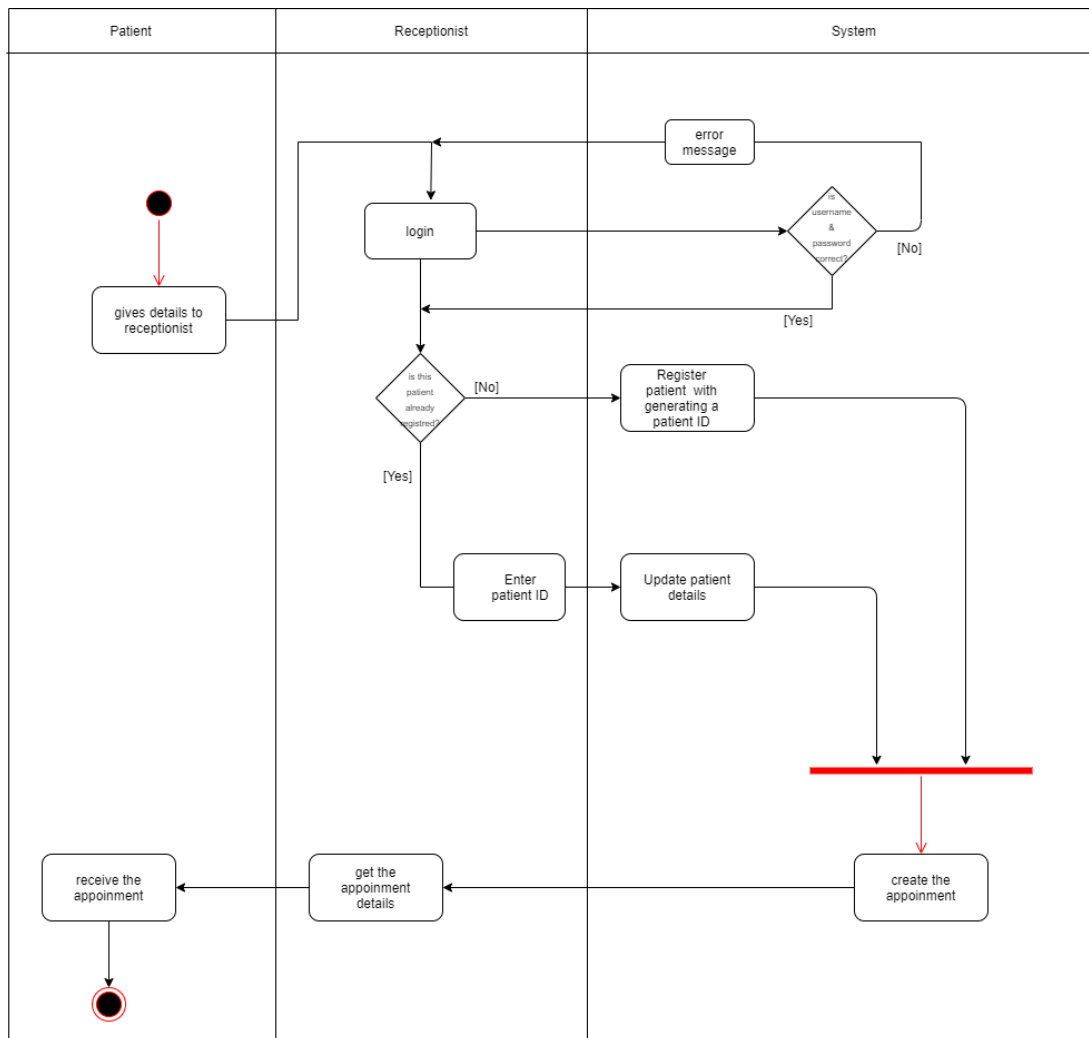 Patient
Receptionist
System
error
message
is
username
&
password
correct?
[No]
login
gives details to
receptionist
[Yes]
is this
patient
already
registred?
[No]
Register
patient with
generating a
patient ID
[Yes]
Enter
patient ID
Update patient
details
receive the
appoinment
get the
appoinment
details
create the
appoinment